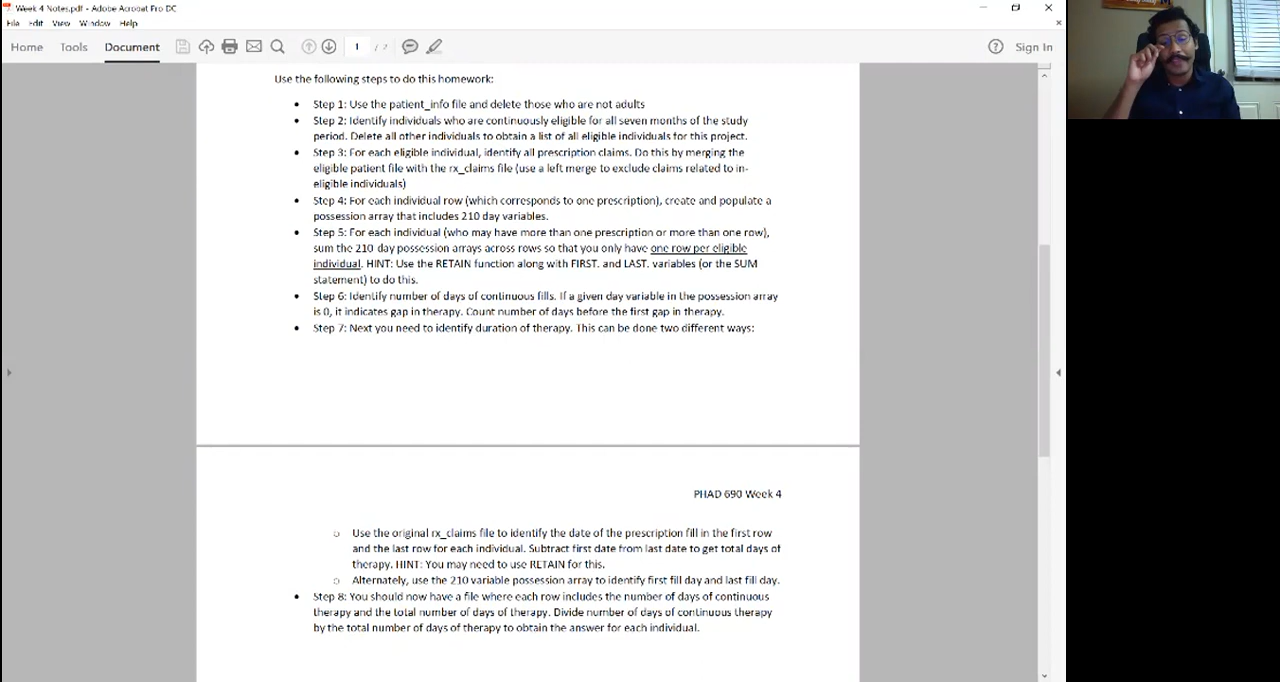 Week 4 Notes.pdf - Adobe Acrobat Pro DC
File Edit View Window Help
Home Tools Document 1 / 7 Sign In
Use the following steps to do this homework:
• Step 1: Use the patient_info file and delete those who are not adults
• Step 2: Identify individuals who are continuously eligible for all seven months of the study
period. Delete all other individuals to obtain a list of all eligible individuals for this project.
• Step 3: For each eligible individual, identify all prescription claims. Do this by merging the
eligible patient file with the rx_claims file (use a left merge to exclude claims related to in-
eligible individuals)
• Step 4: For each individual row (which corresponds to one prescription), create and populate a
possession array that includes 210 day variables.
• Step 5: For each individual (who may have more than one prescription or more than one row),
sum the 210 day possession arrays across rows so that you only have one row per eligible
individual. HINT: Use the RETAIN function along with FIRST. and LAST. variables (or the SUM
statement) to do this.
• Step 6: Identify number of days of continuous fills. If a given day variable in the possession array
is 0, it indicates gap in therapy. Count number of days before the first gap in therapy.
• Step 7: Next you need to identify duration of therapy. This can be done two different ways:
PHAD 690 Week 4
o Use the original rx_claims file to identify the date of the prescription fill in the first row
and the last row for each individual. Subtract first date from last date to get total days of
therapy. HINT: You may need to use RETAIN for this.
o Alternately, use the 210 variable possession array to identify first fill day and last fill day.
• Step 8: You should now have a file where each row includes the number of days of continuous
therapy and the total number of days of therapy. Divide number of days of continuous therapy
by the total number of days of therapy to obtain the answer for each individual.